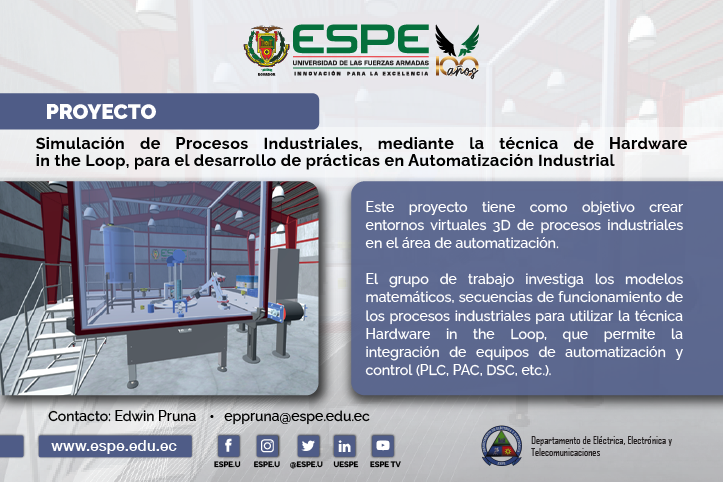 ESPE
UNIVERSIDAD DE LAS FUERZAS ARMADAS
INNOVACIÓN PARA LA EXCELENCIA
ECUADOR
100 años
PROYECTO
Simulación de Procesos Industriales, mediante la técnica de Hardware
in the Loop, para el desarrollo de prácticas en Automatización Industrial
Este proyecto tiene como objetivo crear
entornos virtuales 3D de procesos industriales
en el área de automatización.
El grupo de trabajo investiga los modelos
matemáticos, secuencias de funcionamiento de
los procesos industriales para utilizar la técnica
Hardware in the Loop, que permite la
integración de equipos de automatización y
control (PLC, PAC, DSC, etc.).
Contacto: Edwin Pruna • eppruna@espe.edu.ec
www.espe.edu.ec
ESPE.U ESPE.U @ESPE.U UESPE ESPE TV
Departamento de Eléctrica, Electrónica y
Telecomunicaciones